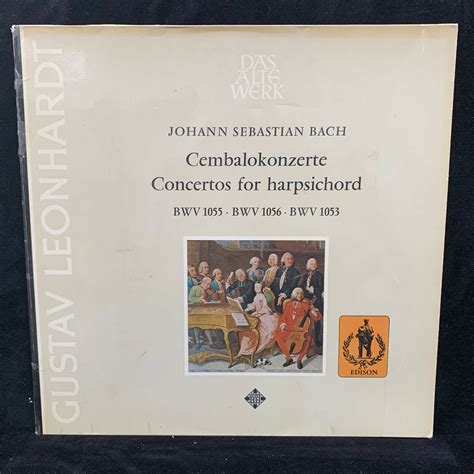 DAS
ALTE
WERK
GUSTAV LEONHARDT
JOHANN SEBASTIAN BACH
Cembalokonzerte
Concertos for harpsichord
BWV 1055 · BWV 1056 · BWV 1053
EDISON